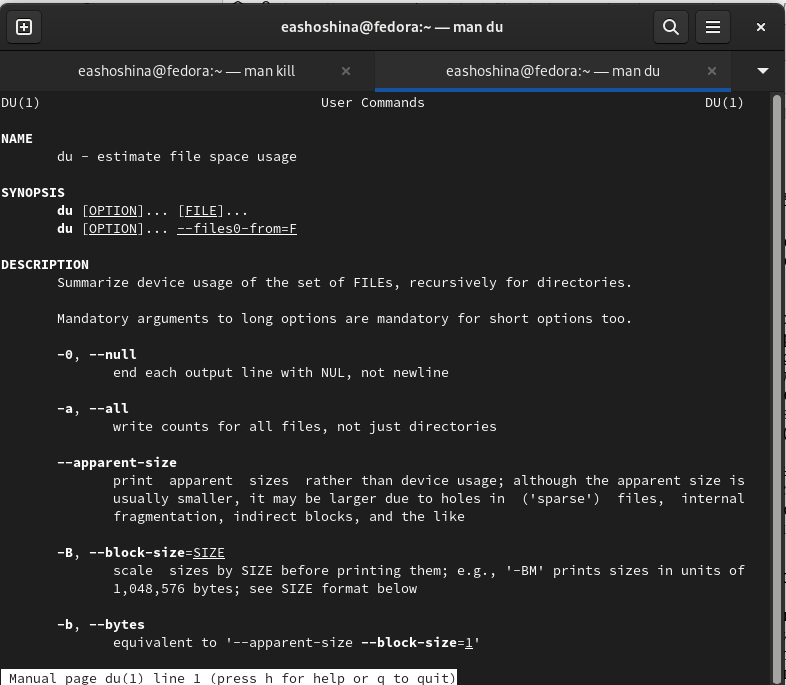 eashoshina@fedora:~ — man du
eashoshina@fedora:~ — man kill
eashoshina@fedora:~ — man du
DU(1) User Commands DU(1)
NAME
du - estimate file space usage
SYNOPSIS
du [OPTION]... [FILE]...
du [OPTION]... --files0-from=F
DESCRIPTION
Summarize device usage of the set of FILEs, recursively for directories.
Mandatory arguments to long options are mandatory for short options too.
-0, --null
end each output line with NUL, not newline
-a, --all
write counts for all files, not just directories
--apparent-size
print apparent sizes rather than device usage; although the apparent size is
usually smaller, it may be larger due to holes in ('sparse') files, internal
fragmentation, indirect blocks, and the like
-B, --block-size=SIZE
scale sizes by SIZE before printing them; e.g., '-BM' prints sizes in units of
1,048,576 bytes; see SIZE format below
-b, --bytes
equivalent to '--apparent-size --block-size=1'
Manual page du(1) line 1 (press h for help or q to quit)